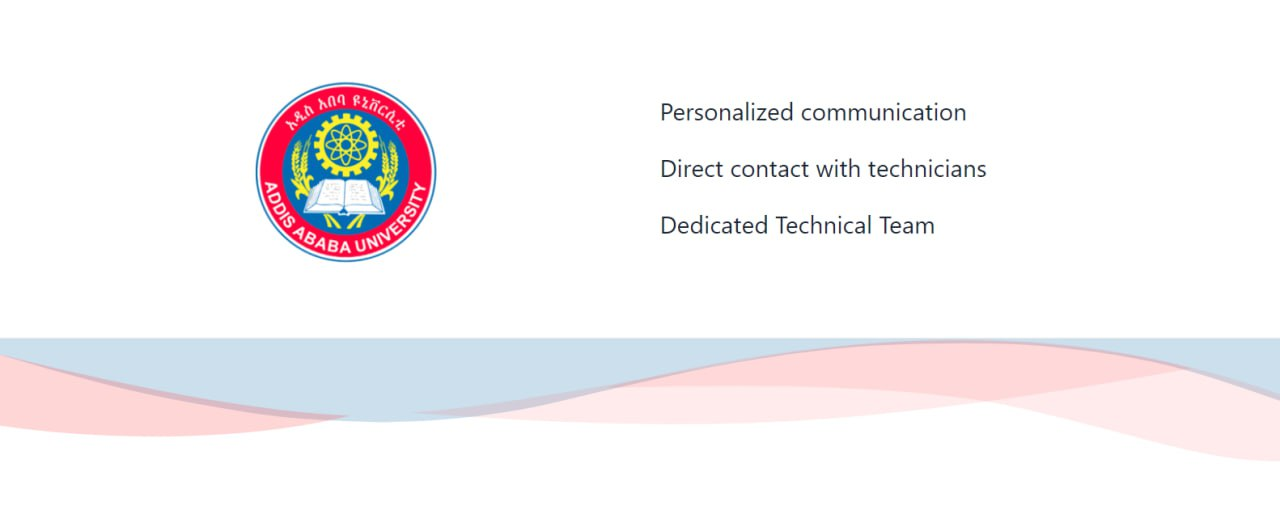 አዲስ አበባ ዩኒቨርሲቲ
ADDIS ABABA UNIVERSITY
Personalized communication
Direct contact with technicians
Dedicated Technical Team